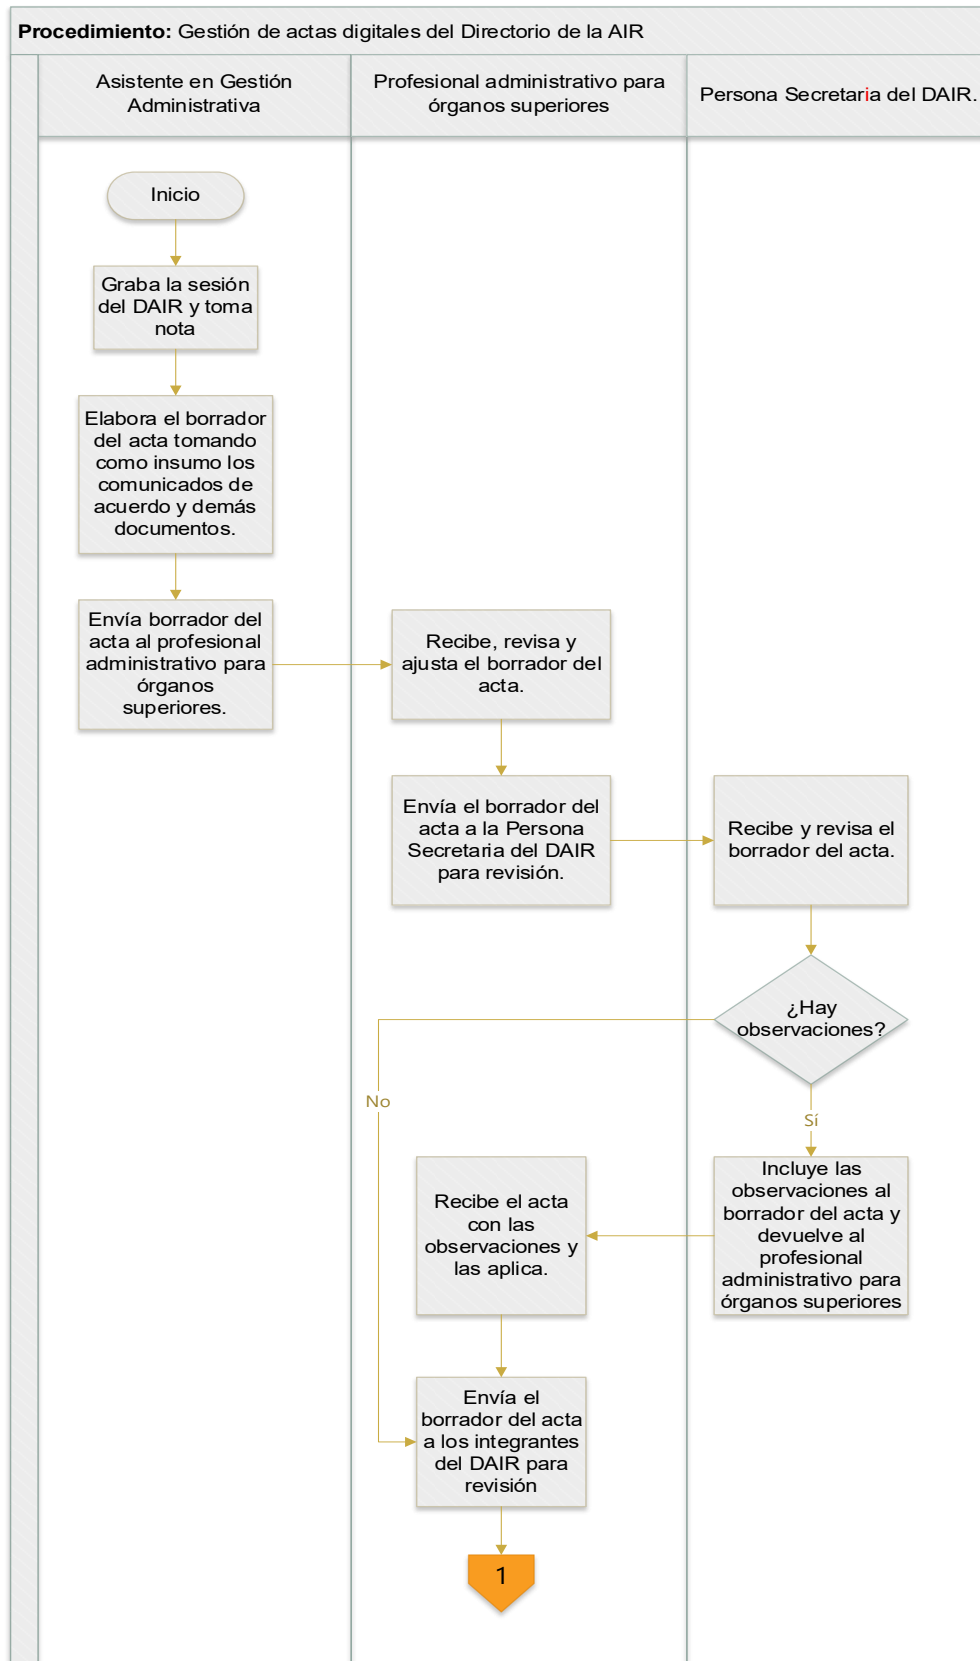 Procedimiento: Gestión de actas digitales del Directorio de la AIR
Asistente en Gestión
Administrativa
Profesional administrativo para
órganos superiores
Persona Secretaria del DAIR.
Inicio
Graba la sesión
del DAIR y toma
nota
Elabora el borrador
del acta tomando
como insumo los
comunicados de
acuerdo y demás
documentos.
Envía borrador del
acta al profesional
administrativo para
órganos
superiores.
Recibe, revisa y
ajusta el borrador del
acta.
Envía el borrador del
acta a la Persona
Secretaria del DAIR
para revisión.
Recibe y revisa el
borrador del acta.
¿Hay
observaciones?
No
Sí
Incluye las
observaciones al
borrador del acta y
devuelve al
profesional
administrativo para
órganos superiores
Recibe el acta
con las
observaciones y
las aplica.
Envía el
borrador del acta
a los integrantes
del DAIR para
revisión
1